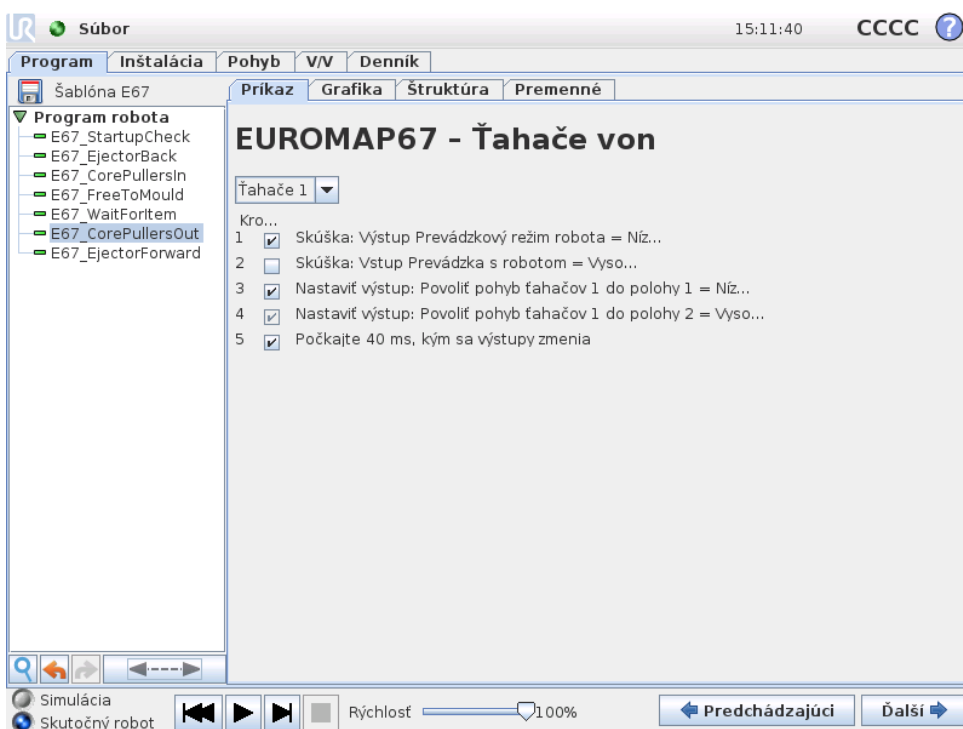 Súbor 15:11:40 CCCC ?
Program Inštalácia Pohyb V/V Denník
Šablóna E67 Príkaz Grafika Štruktúra Premenné
Program robota
E67_StartupCheck
E67_EjectorBack
E67_CorePullersIn
E67_FreeToMould
E67_WaitForItem
E67_CorePullersOut
E67_EjectorForward
EUROMAP67 - Ťahače von
Ťahače 1
Kro...
1 Skúška: Výstup Prevádzkový režim robota = Níz...
2 Skúška: Vstup Prevádzka s robotom = Vyso...
3 Nastaviť výstup: Povoliť pohyb ťahačov 1 do polohy 1 = Níz...
4 Nastaviť výstup: Povoliť pohyb ťahačov 1 do polohy 2 = Vyso...
5 Počkajte 40 ms, kým sa výstupy zmenia
Simulácia
Skutočný robot
Rýchlosť 100% Predchádzajúci Ďalší